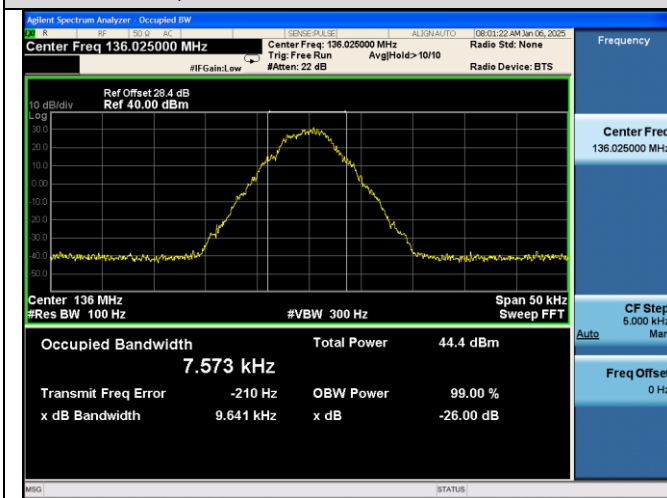 Agilent Spectrum Analyzer - Occupied BW
R RF 50 Ω AC SENSE:PULSE ALIGN AUTO 08:01:22 AM Jan 06, 2025
Center Freq 136.025000 MHz
Center Freq: 136.025000 MHz
Radio Std: None
Trig: Free Run
Avg|Hold:>10/10
#IFGain:Low
#Atten: 22 dB
Radio Device: BTS
Frequency
Ref Offset 28.4 dB
10 dB/div
Ref 40.00 dBm
Log
30.0
20.0
10.0
0.00
-10.0
-20.0
-30.0
-40.0
-50.0
Center Freq
136.025000 MHz
Center 136 MHz
Span 50 kHz
#Res BW 100 Hz
#VBW 300 Hz
Sweep FFT
CF Step
5.000 kHz
Auto Man
Occupied Bandwidth
7.573 kHz
Total Power 44.4 dBm
Transmit Freq Error -210 Hz
OBW Power 99.00 %
x dB Bandwidth 9.641 kHz
x dB -26.00 dB
Freq Offset
0 Hz
MSG
STATUS